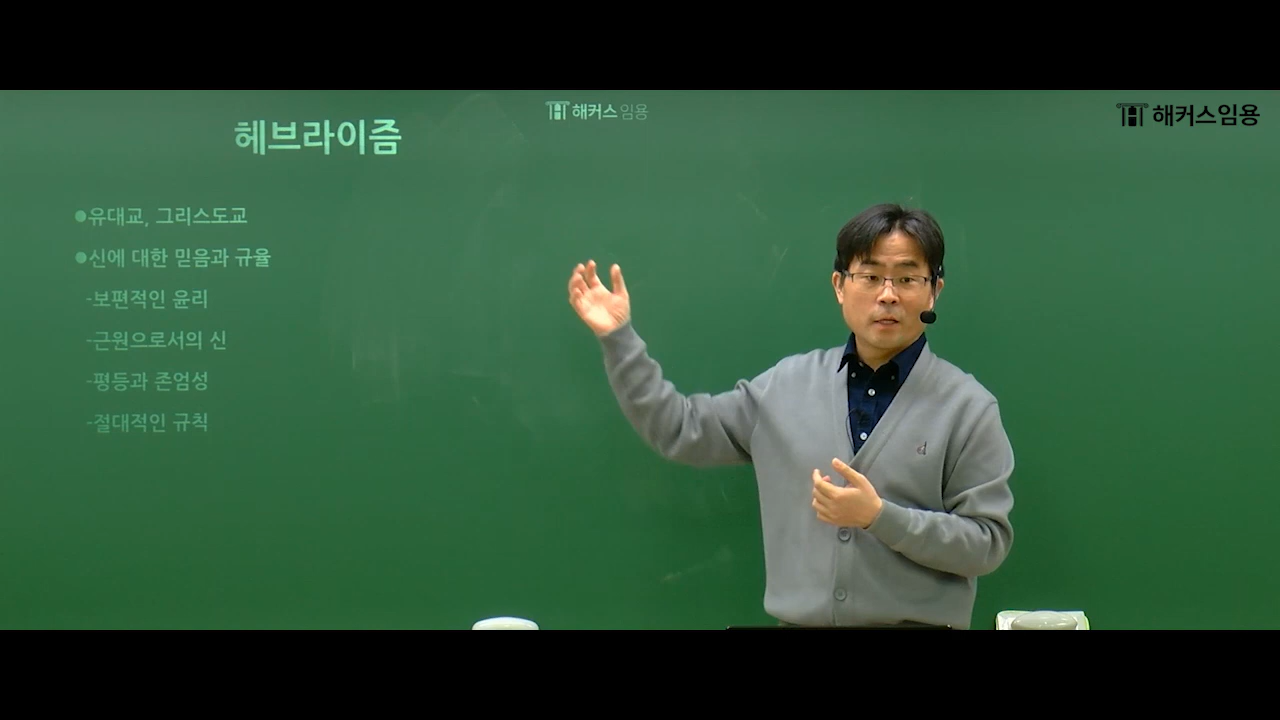 해커스임용
해커스임용
헤브라이즘
●유대교, 그리스도교
●신에 대한 믿음과 규율
-보편적인 윤리
-근원으로서의 신
-평등과 존엄성
-절대적인 규칙